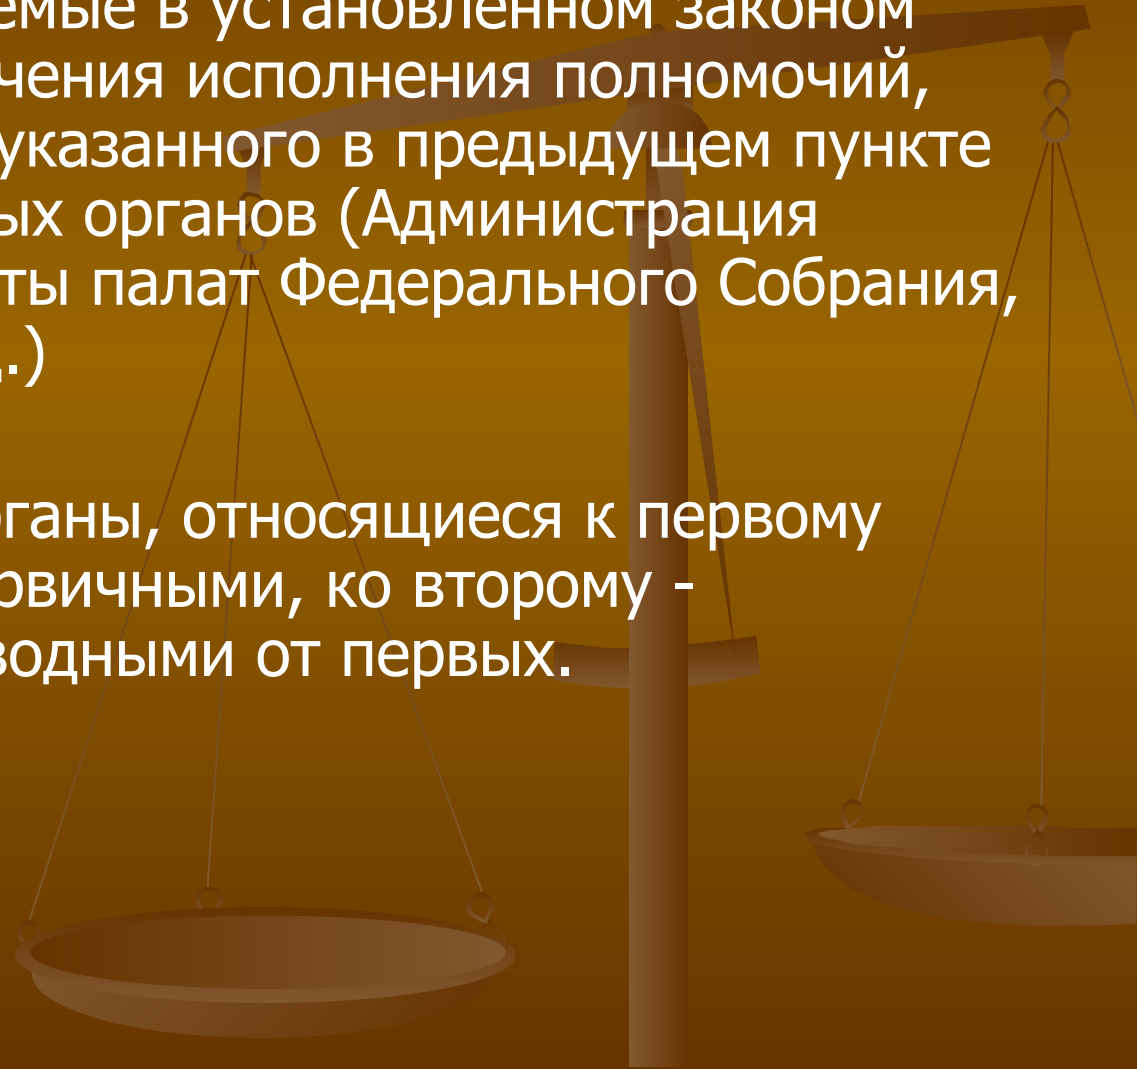 емые в установленном законом
чения исполнения полномочий,
указанного в предыдущем пункте
ых органов (Администрация
ты палат Федерального Собрания,
д.)
рганы, относящиеся к первому
рвичными, ко второму -
водными от первых.